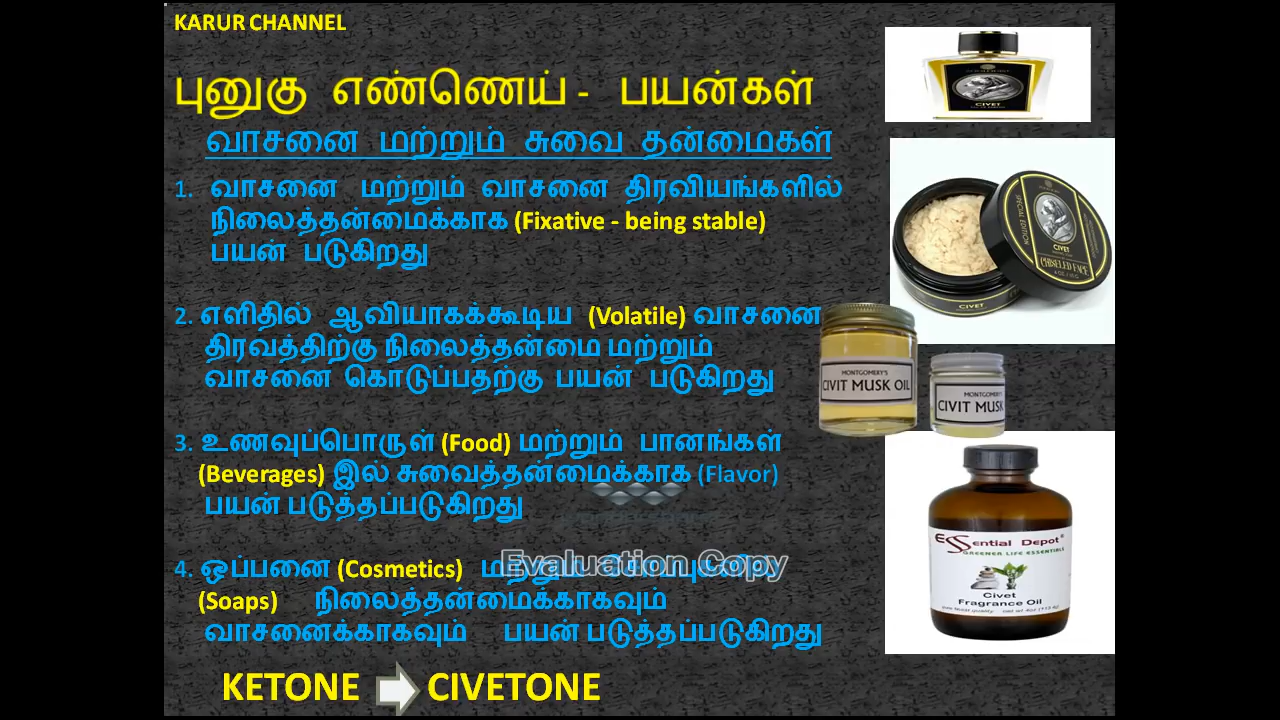 KARUR CHANNEL
புனுகு எண்ணெய் - பயன்கள்
வாசனை மற்றும் சுவை தன்மைகள்
1. வாசனை மற்றும் வாசனை திரவியங்களில்
நிலைத்தன்மைக்காக (Fixative - being stable)
பயன் படுகிறது
2. எளிதில் ஆவியாகக்கூடிய (Volatile) வாசனை
திரவத்திற்கு நிலைத்தன்மை மற்றும்
வாசனை கொடுப்பதற்கு பயன் படுகிறது
3. உணவுப்பொருள் (Food) மற்றும் பானங்கள்
(Beverages) இல் சுவைத்தன்மைக்காக (Flavor)
பயன் படுத்தப்படுகிறது
4. ஒப்பனை (Cosmetics) மற்றும்
Evaluation Copy
(Soaps) நிலைத்தன்மைக்காகவும்
வாசனைக்காகவும் பயன் படுத்தப்படுகிறது
KETONE CIVETONE
CIVET
SPECIAL EDITION
CIVET
CHISELED FACE
CIVET
MONTGOMERY'S
CIVIT MUSK OIL
MONTGOMERY'S
CIVIT MUSK
ESSential Depot
GREENER LIFE ESSENTIALS
Civet
Fragrance Oil